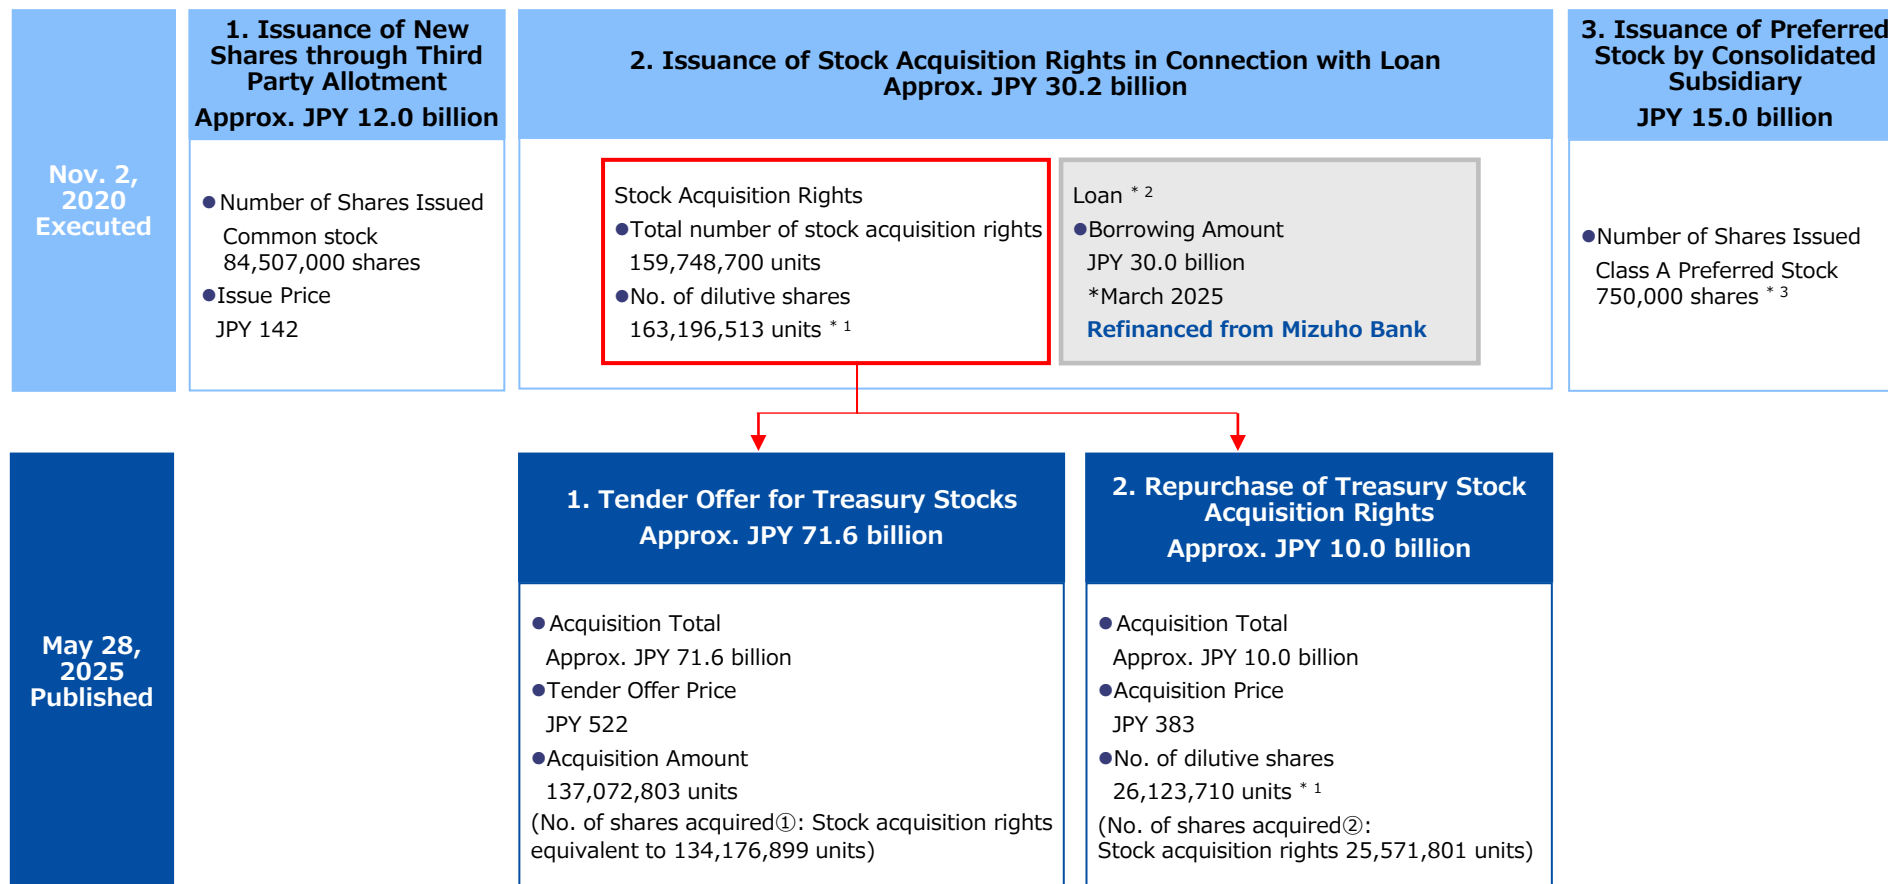 Nov. 2,
2020
Executed
1. Issuance of New
Shares through Third
Party Allotment
Approx. JPY 12.0 billion
●Number of Shares Issued
Common stock
84,507,000 shares
●Issue Price
JPY 142
2. Issuance of Stock Acquisition Rights in Connection with Loan
Approx. JPY 30.2 billion
Stock Acquisition Rights
●Total number of stock acquisition rights
159,748,700 units
●No. of dilutive shares
163,196,513 units * 1
Loan * 2
●Borrowing Amount
JPY 30.0 billion
*March 2025
Refinanced from Mizuho Bank
3. Issuance of Preferred
Stock by Consolidated
Subsidiary
JPY 15.0 billion
●Number of Shares Issued
Class A Preferred Stock
750,000 shares * 3
May 28,
2025
Published
1. Tender Offer for Treasury Stocks
Approx. JPY 71.6 billion
●Acquisition Total
Approx. JPY 71.6 billion
●Tender Offer Price
JPY 522
●Acquisition Amount
137,072,803 units
(No. of shares acquired①: Stock acquisition rights
equivalent to 134,176,899 units)
2. Repurchase of Treasury Stock
Acquisition Rights
Approx. JPY 10.0 billion
●Acquisition Total
Approx. JPY 10.0 billion
●Acquisition Price
JPY 383
●No. of dilutive shares
26,123,710 units * 1
(No. of shares acquired②:
Stock acquisition rights 25,571,801 units)